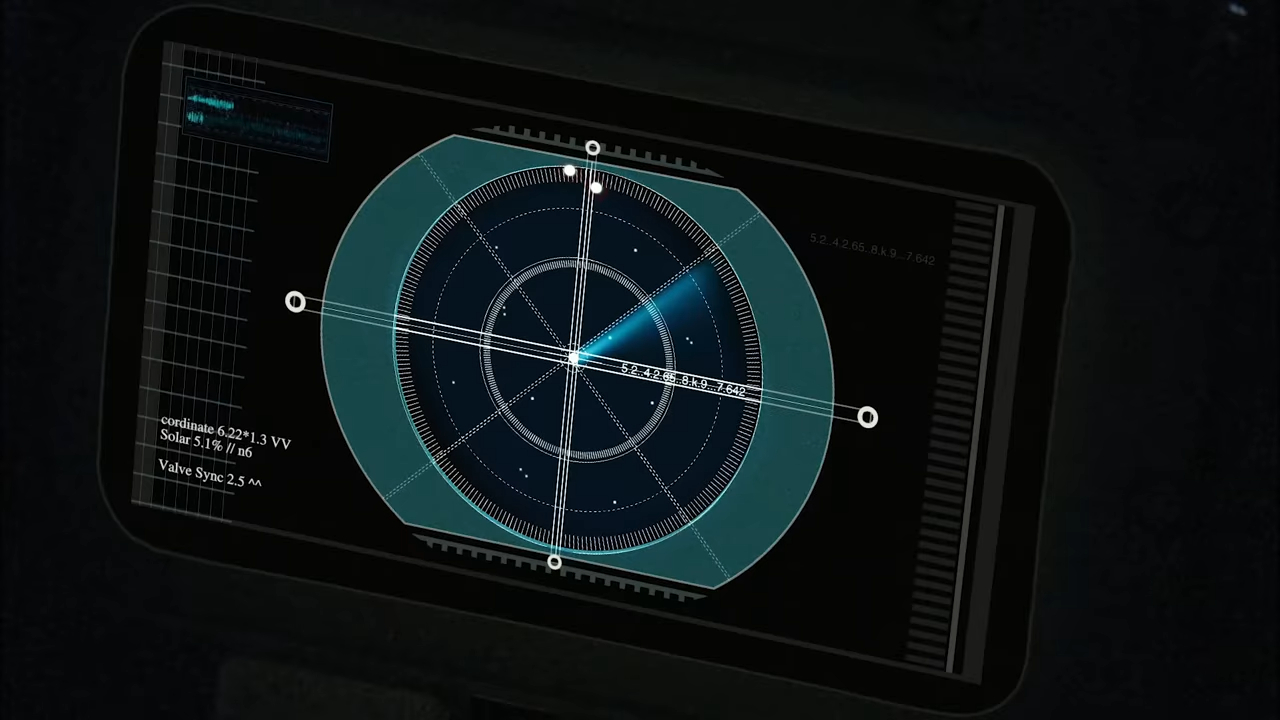 5.2..4.2.65..8.k.9...7.642
5.2..4.2.65..8.k.9...7.642
cordinate 6.22*1.3 VV
Solar 5.1% // n6
Valve Sync 2.5 ^^